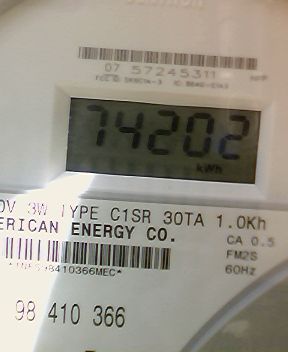 07 57245311
74202
kWh
3W TYPE C1SR 30TA 1.0Kh
ERICAN ENERGY CO.
CA 0.5
FM2S
60Hz
98 410 366